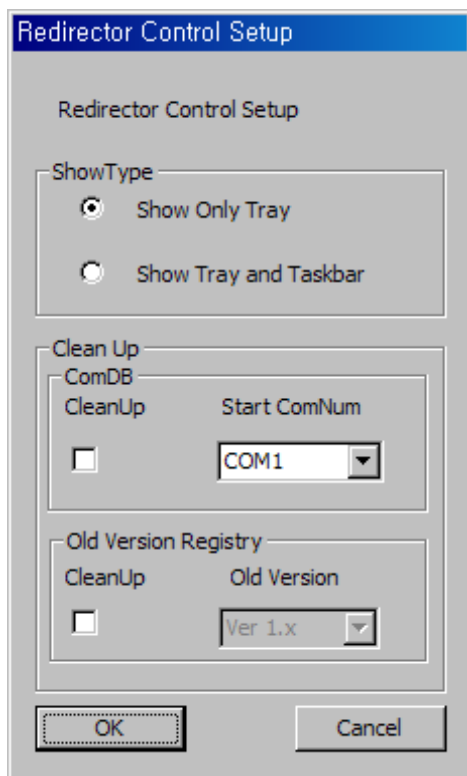 Redirector Control Setup
Redirector Control Setup
ShowType
Show Only Tray
Show Tray and Taskbar
Clean Up
ComDB
CleanUp Start ComNum
COM1
Old Version Registry
CleanUp Old Version
Ver 1.x
OK Cancel